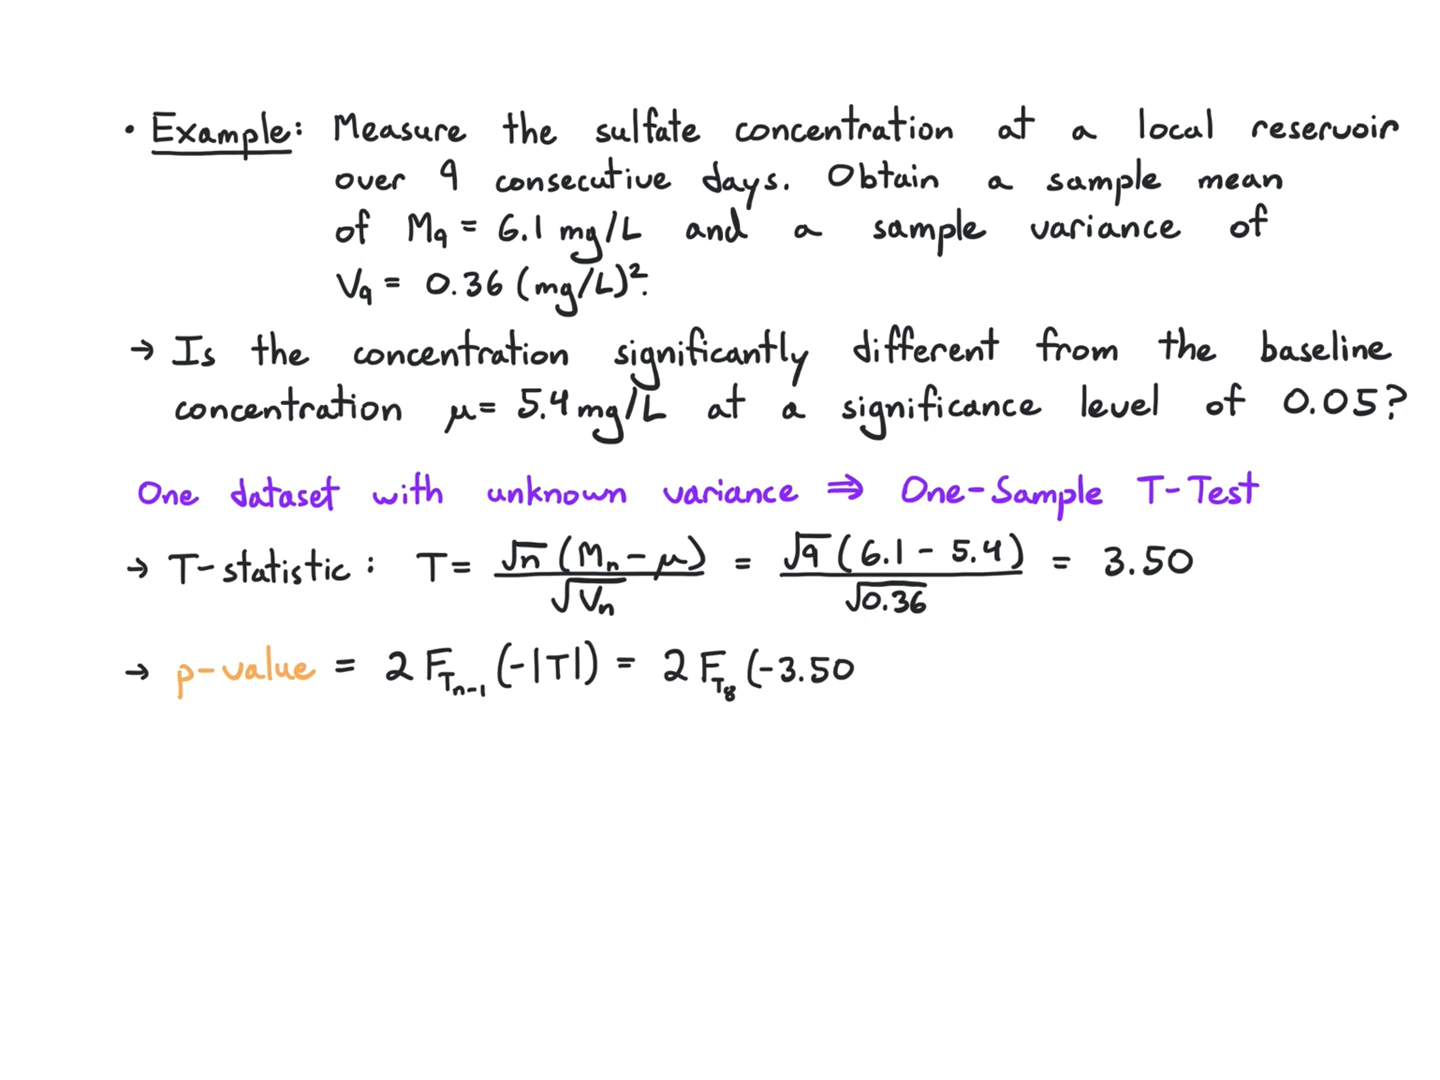 • Example: Measure the sulfate concentration at a local reservoir
over 9 consecutive days. Obtain a sample mean
of M₉ = 6.1 mg/L and a sample variance of
V₉ = 0.36 (mg/L)².
→ Is the concentration significantly different from the baseline
concentration μ = 5.4 mg/L at a significance level of 0.05?
One dataset with unknown variance ⇒ One-Sample T-Test
→ T-statistic: T = √n (Mₙ - μ) / √Vₙ = √9 (6.1 - 5.4) / √0.36 = 3.50
→ p-value = 2 F_{T_{n-1}} (-|T|) = 2 F_{T_8} (-3.50